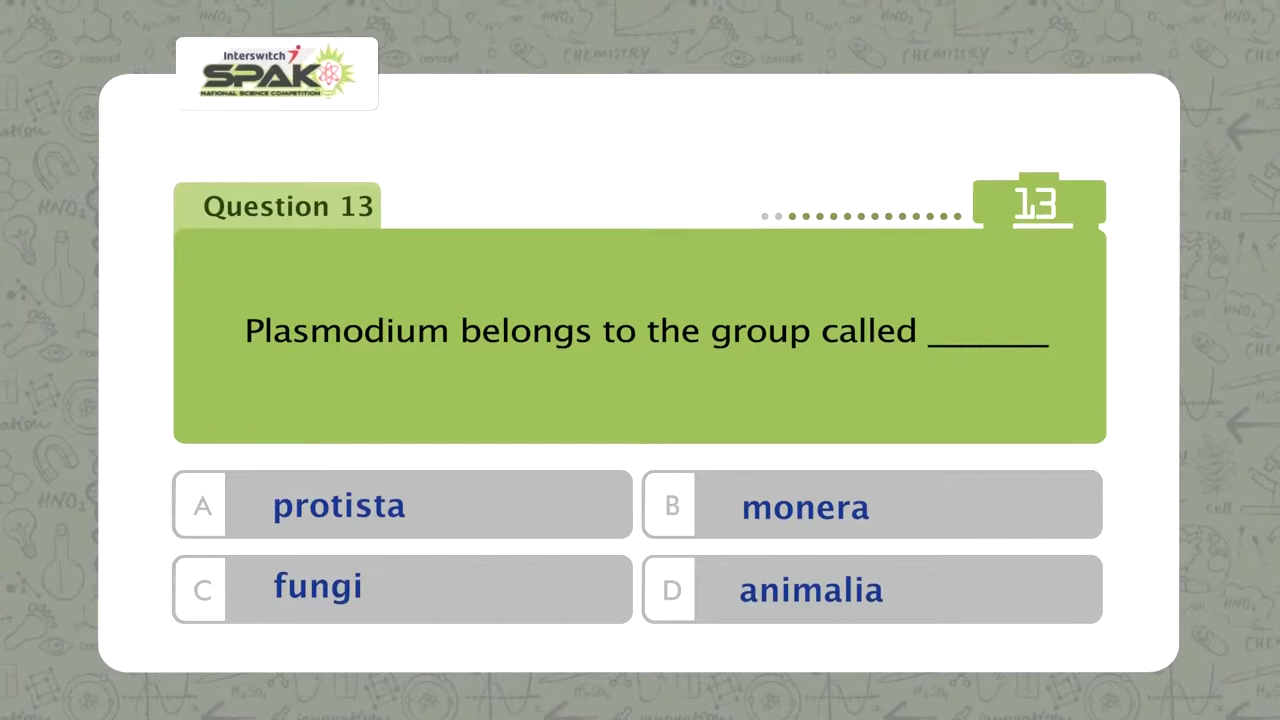 Interswitch
SPAK
NATIONAL SCIENCE COMPETITION
Question 13
13
Plasmodium belongs to the group called _______
A protista
B monera
C fungi
D animalia